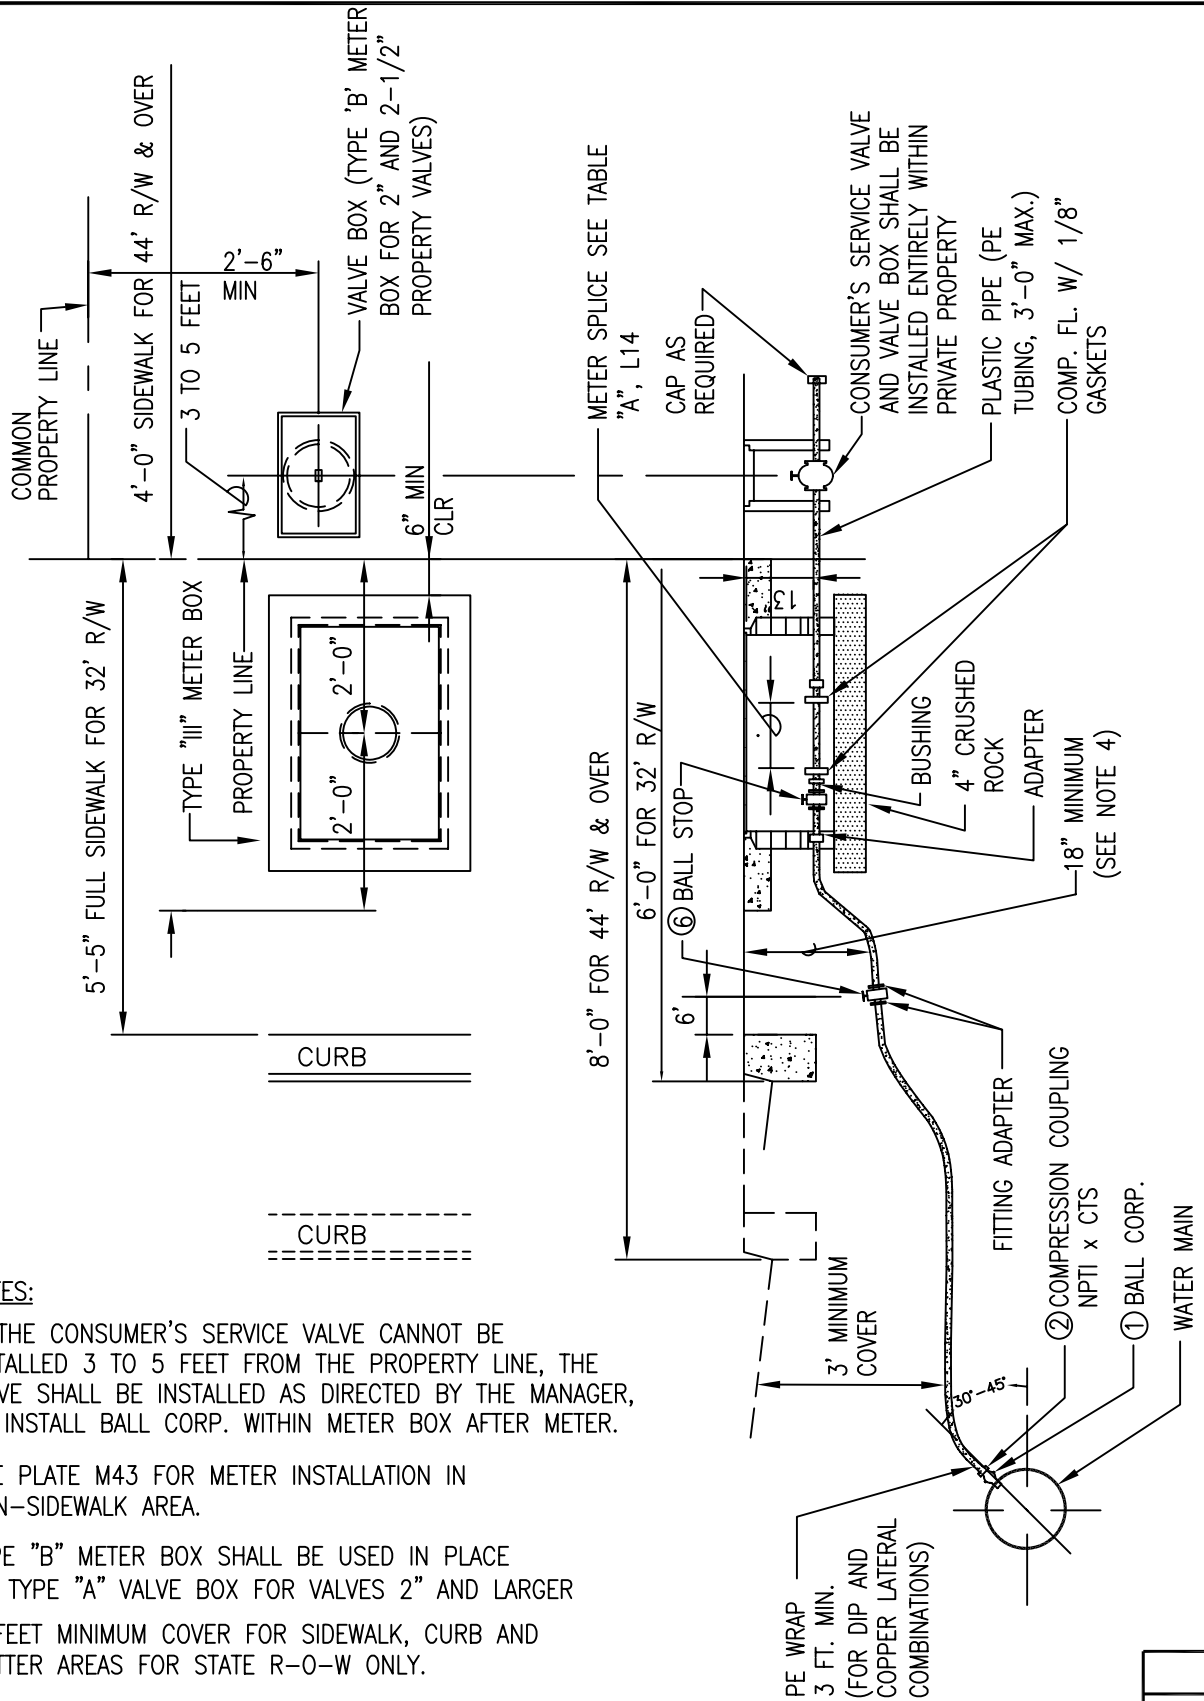 COMMON
PROPERTY LINE
4'-0" SIDEWALK FOR 44' R/W & OVER
3 TO 5 FEET
2'-6"
MIN
VALVE BOX (TYPE 'B' METER
BOX FOR 2" AND 2-1/2"
PROPERTY VALVES)
5'-5" FULL SIDEWALK FOR 32' R/W
TYPE "III" METER BOX
PROPERTY LINE
2'-0"
2'-0"
6" MIN
CLR
CURB
CURB
METER SPLICE SEE TABLE
"A", L14
CAP AS
REQUIRED
CONSUMER'S SERVICE VALVE
AND VALVE BOX SHALL BE
INSTALLED ENTIRELY WITHIN
PRIVATE PROPERTY
PLASTIC PIPE (PE
TUBING, 3'-0" MAX.)
COMP. FL. W/ 1/8"
GASKETS
8'-0" FOR 44' R/W & OVER
6'-0" FOR 32' R/W
6 BALL STOP
6'
13"
BUSHING
4" CRUSHED
ROCK
ADAPTER
18" MINIMUM
(SEE NOTE 4)
FITTING ADAPTER
2 COMPRESSION COUPLING
NPTI x CTS
1 BALL CORP.
WATER MAIN
3' MINIMUM
COVER
30°-45°
PE WRAP
3 FT. MIN.
(FOR DIP AND
COPPER LATERAL
COMBINATIONS)
ES:
THE CONSUMER'S SERVICE VALVE CANNOT BE
TALLED 3 TO 5 FEET FROM THE PROPERTY LINE, THE
VE SHALL BE INSTALLED AS DIRECTED BY THE MANAGER,
INSTALL BALL CORP. WITHIN METER BOX AFTER METER.
E PLATE M43 FOR METER INSTALLATION IN
N-SIDEWALK AREA.
PE "B" METER BOX SHALL BE USED IN PLACE
TYPE "A" VALVE BOX FOR VALVES 2" AND LARGER
FEET MINIMUM COVER FOR SIDEWALK, CURB AND
TTER AREAS FOR STATE R-O-W ONLY.